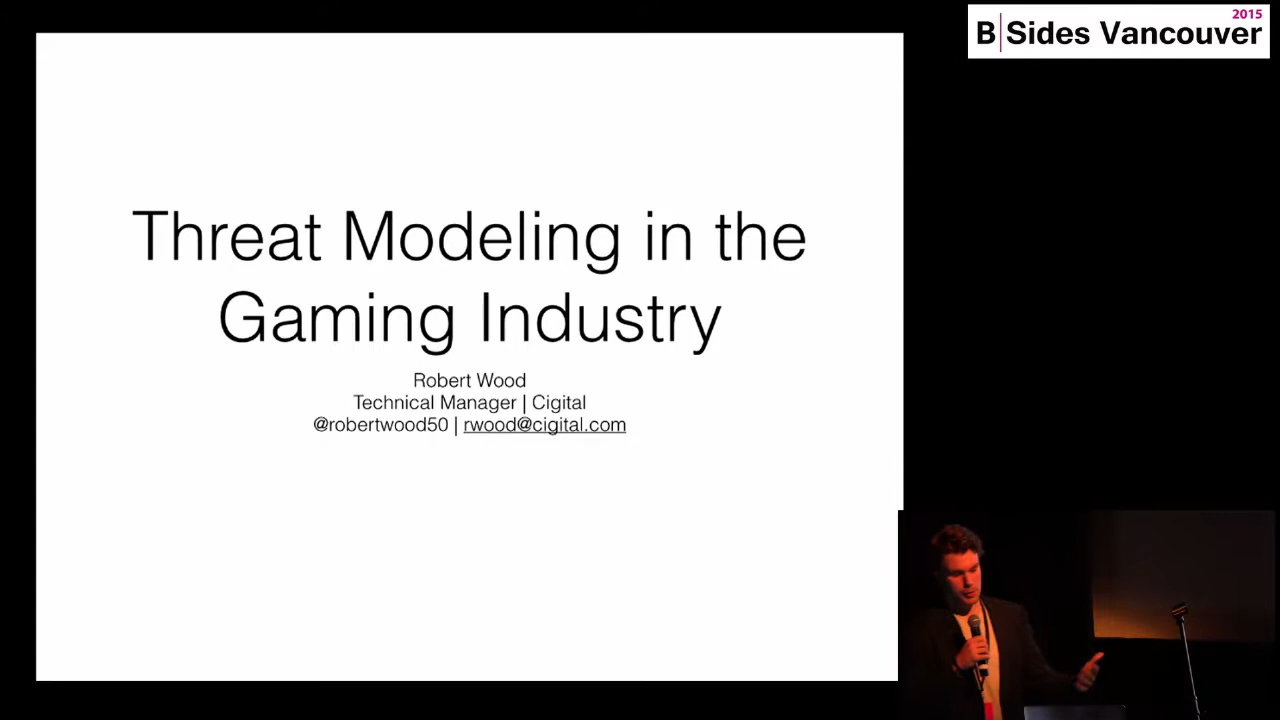 2015
B Sides Vancouver
Threat Modeling in the
Gaming Industry
Robert Wood
Technical Manager | Cigital
@robertwood50 | rwood@cigital.com